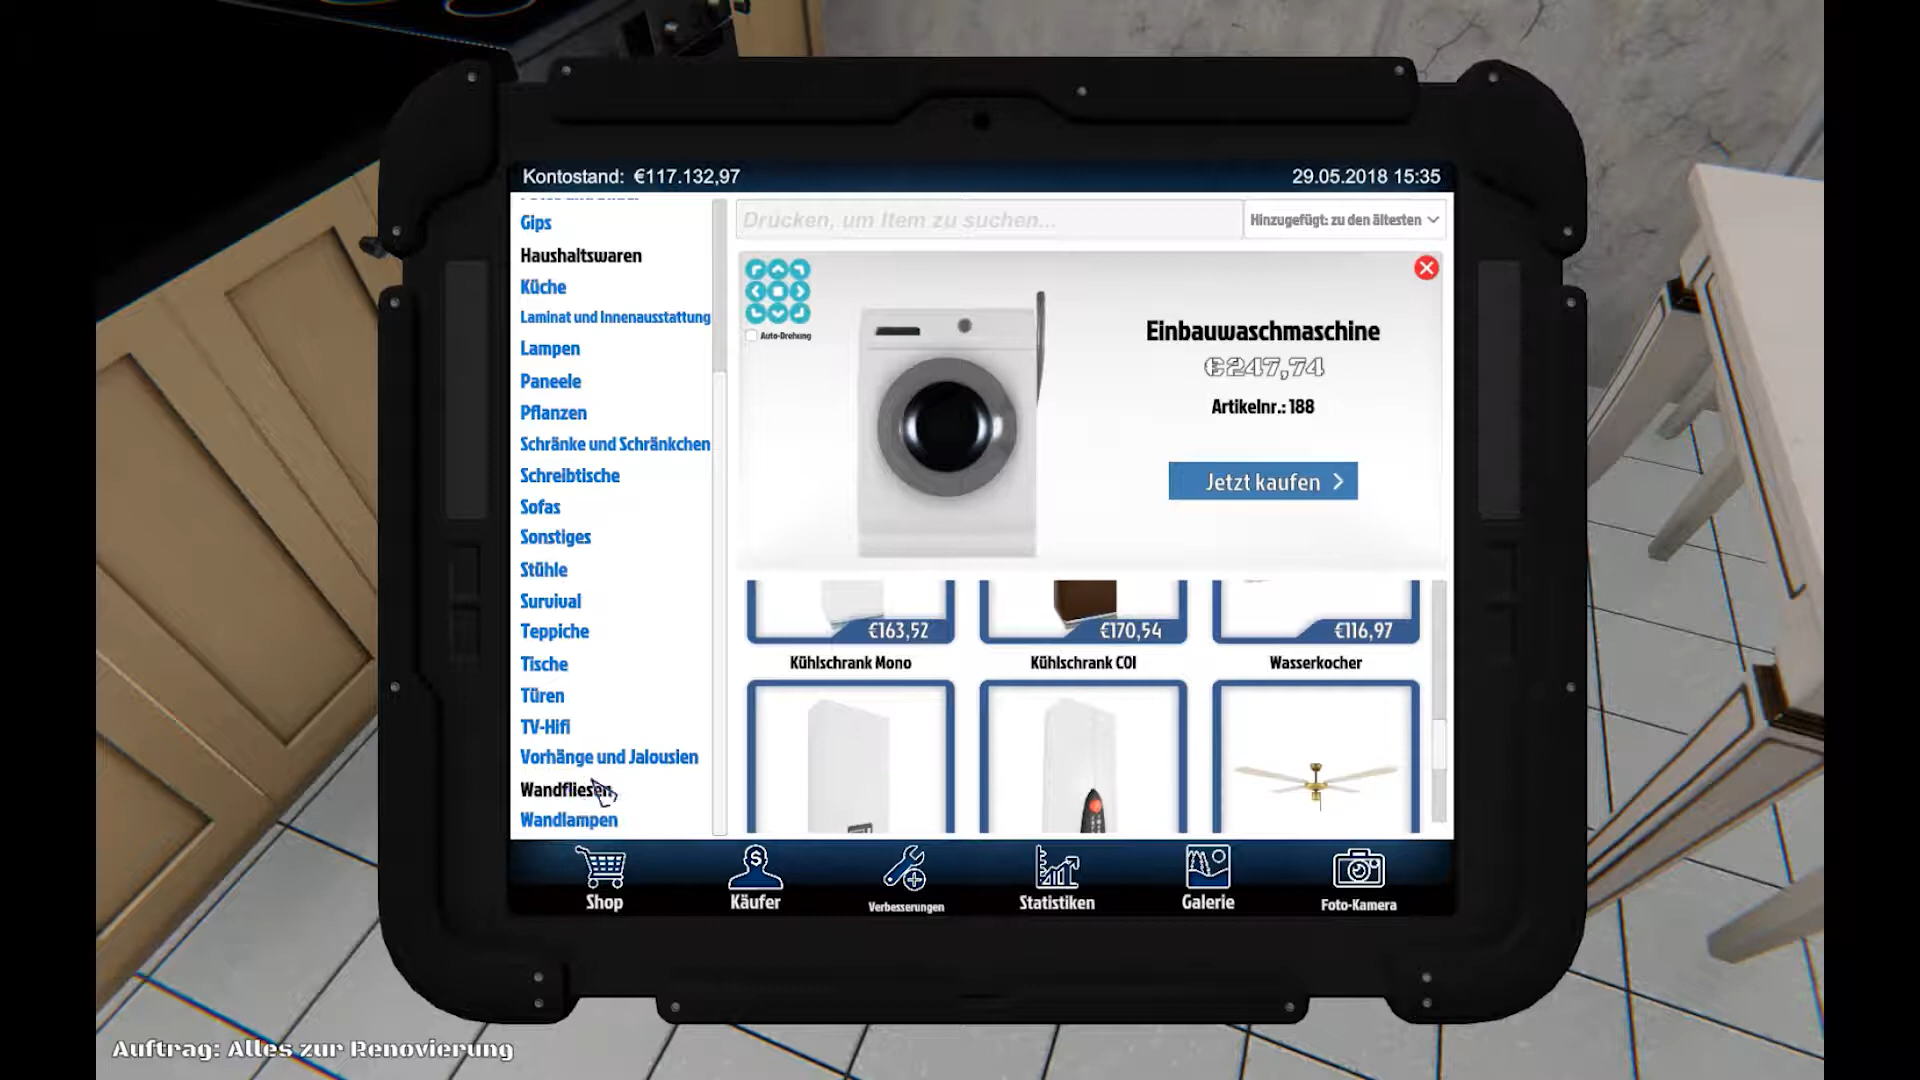 Kontostand: €117.132,97
29.05.2018 15:35
Gips
Haushaltswaren
Küche
Laminat und Innenausstattung
Lampen
Paneele
Pflanzen
Schränke und Schränkchen
Schreibtische
Sofas
Sonstiges
Stühle
Survival
Teppiche
Tische
Türen
TV-Hifi
Vorhänge und Jalousien
Wandfliesen
Wandlampen
Drücken, um Item zu suchen...
Hinzugefügt: zu den ältesten
Auto-Drehung
Einbauwaschmaschine
€247,74
Artikelnr.: 188
Jetzt kaufen
€163,52
€170,54
€116,97
Kühlschrank Mono
Kühlschrank COI
Wasserkocher
Shop
Käufer
Verbesserungen
Statistiken
Galerie
Foto-Kamera
Auftrag: Alles zur Renovierung